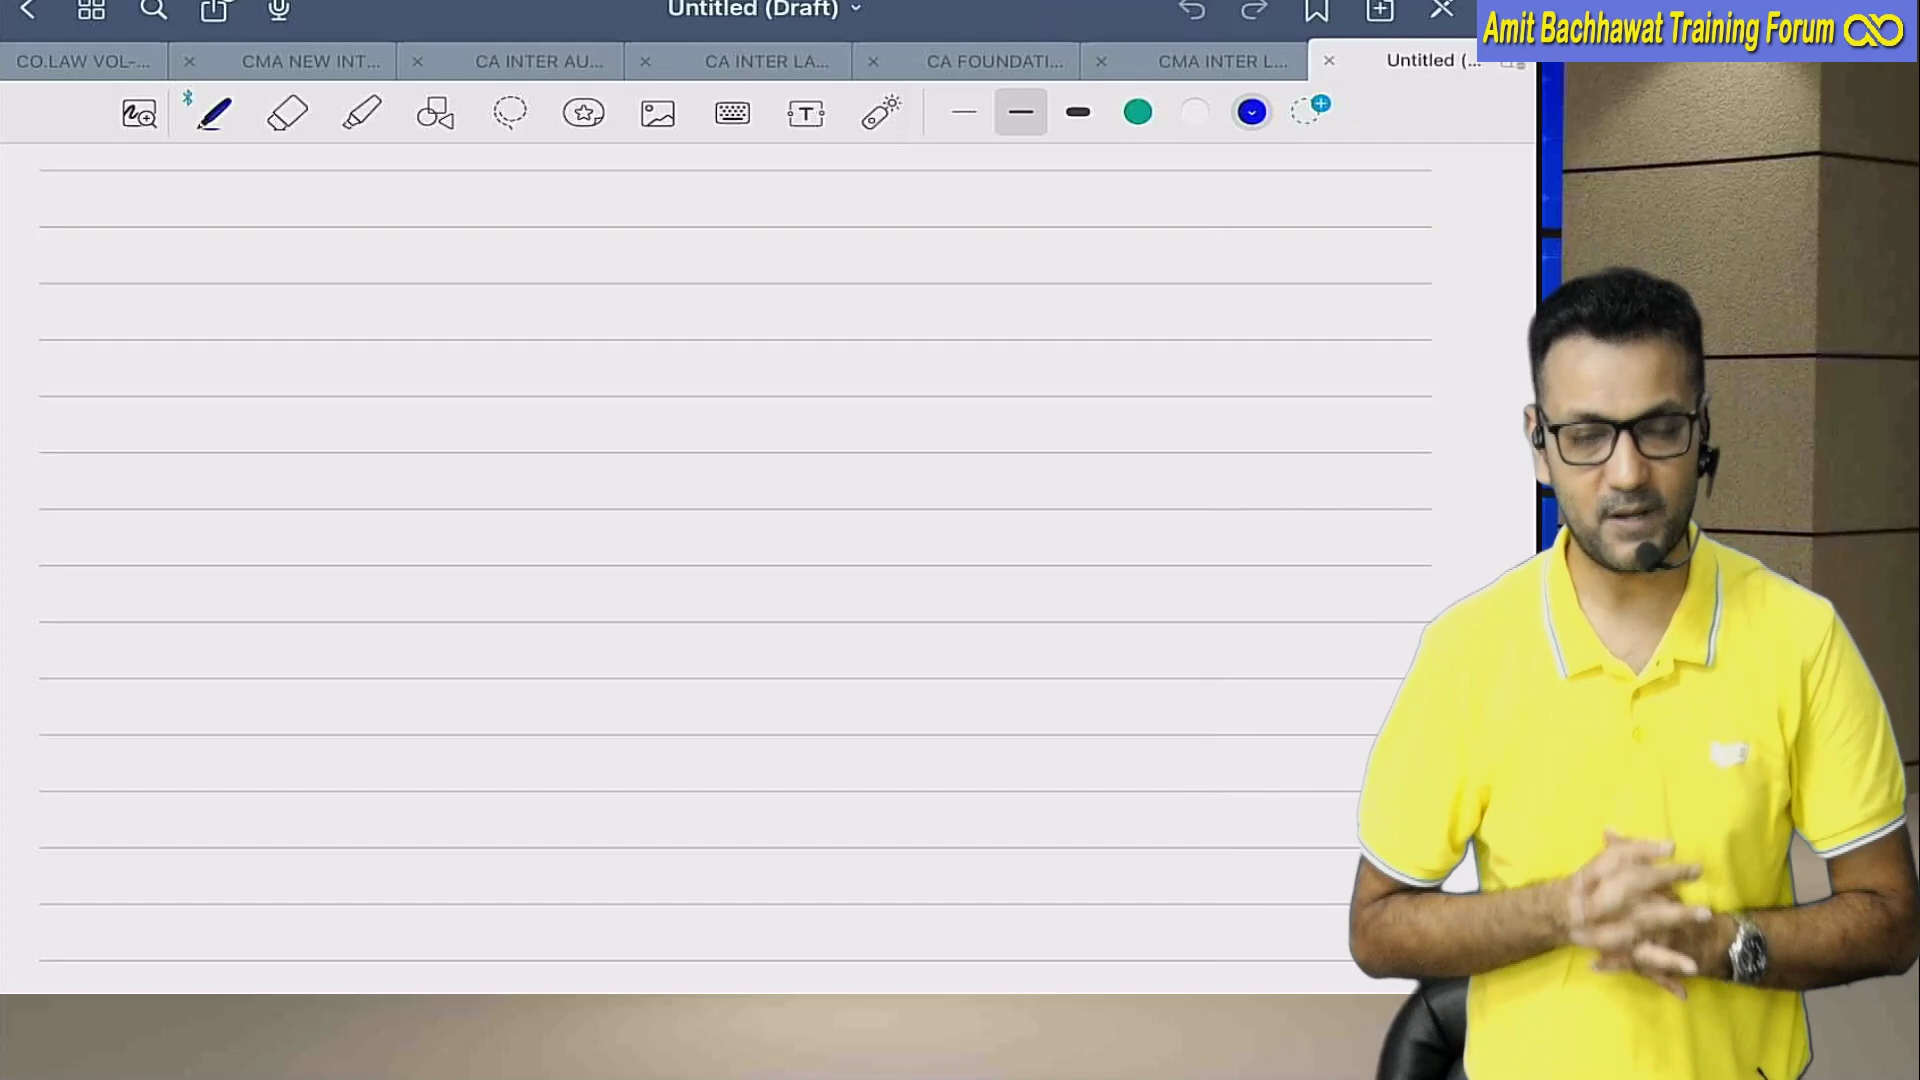 Untitled (Draft)
Amit Bachhawat Training Forum
CO.LAW VOL-...
CMA NEW INT...
CA INTER AU...
CA INTER LA...
CA FOUNDATI...
CMA INTER L...
Untitled (...
T